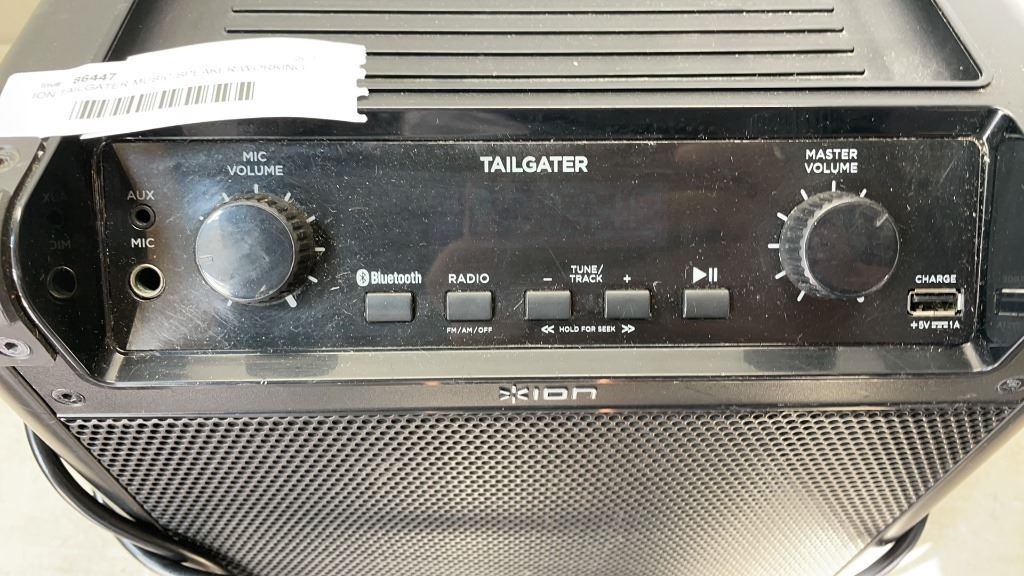 86447
ION TAILGATER MUSIC SPEAKER WORKING
TAILGATER
MIC
VOLUME
MASTER
VOLUME
AUX
MIC
Bluetooth
RADIO
FM/AM/OFF
–
TUNE/
TRACK
+
HOLD FOR SEEK
CHARGE
+5V 1A
ION